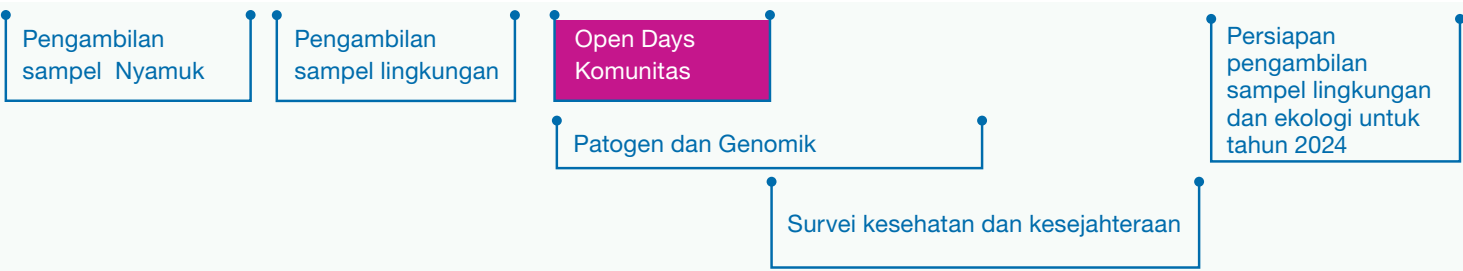 Pengambilan
sampel  Nyamuk
Pengambilan
sampel lingkungan
Open Days
Komunitas
Persiapan
pengambilan
sampel lingkungan
dan ekologi untuk
tahun 2024
Patogen dan Genomik
Survei kesehatan dan kesejahteraan